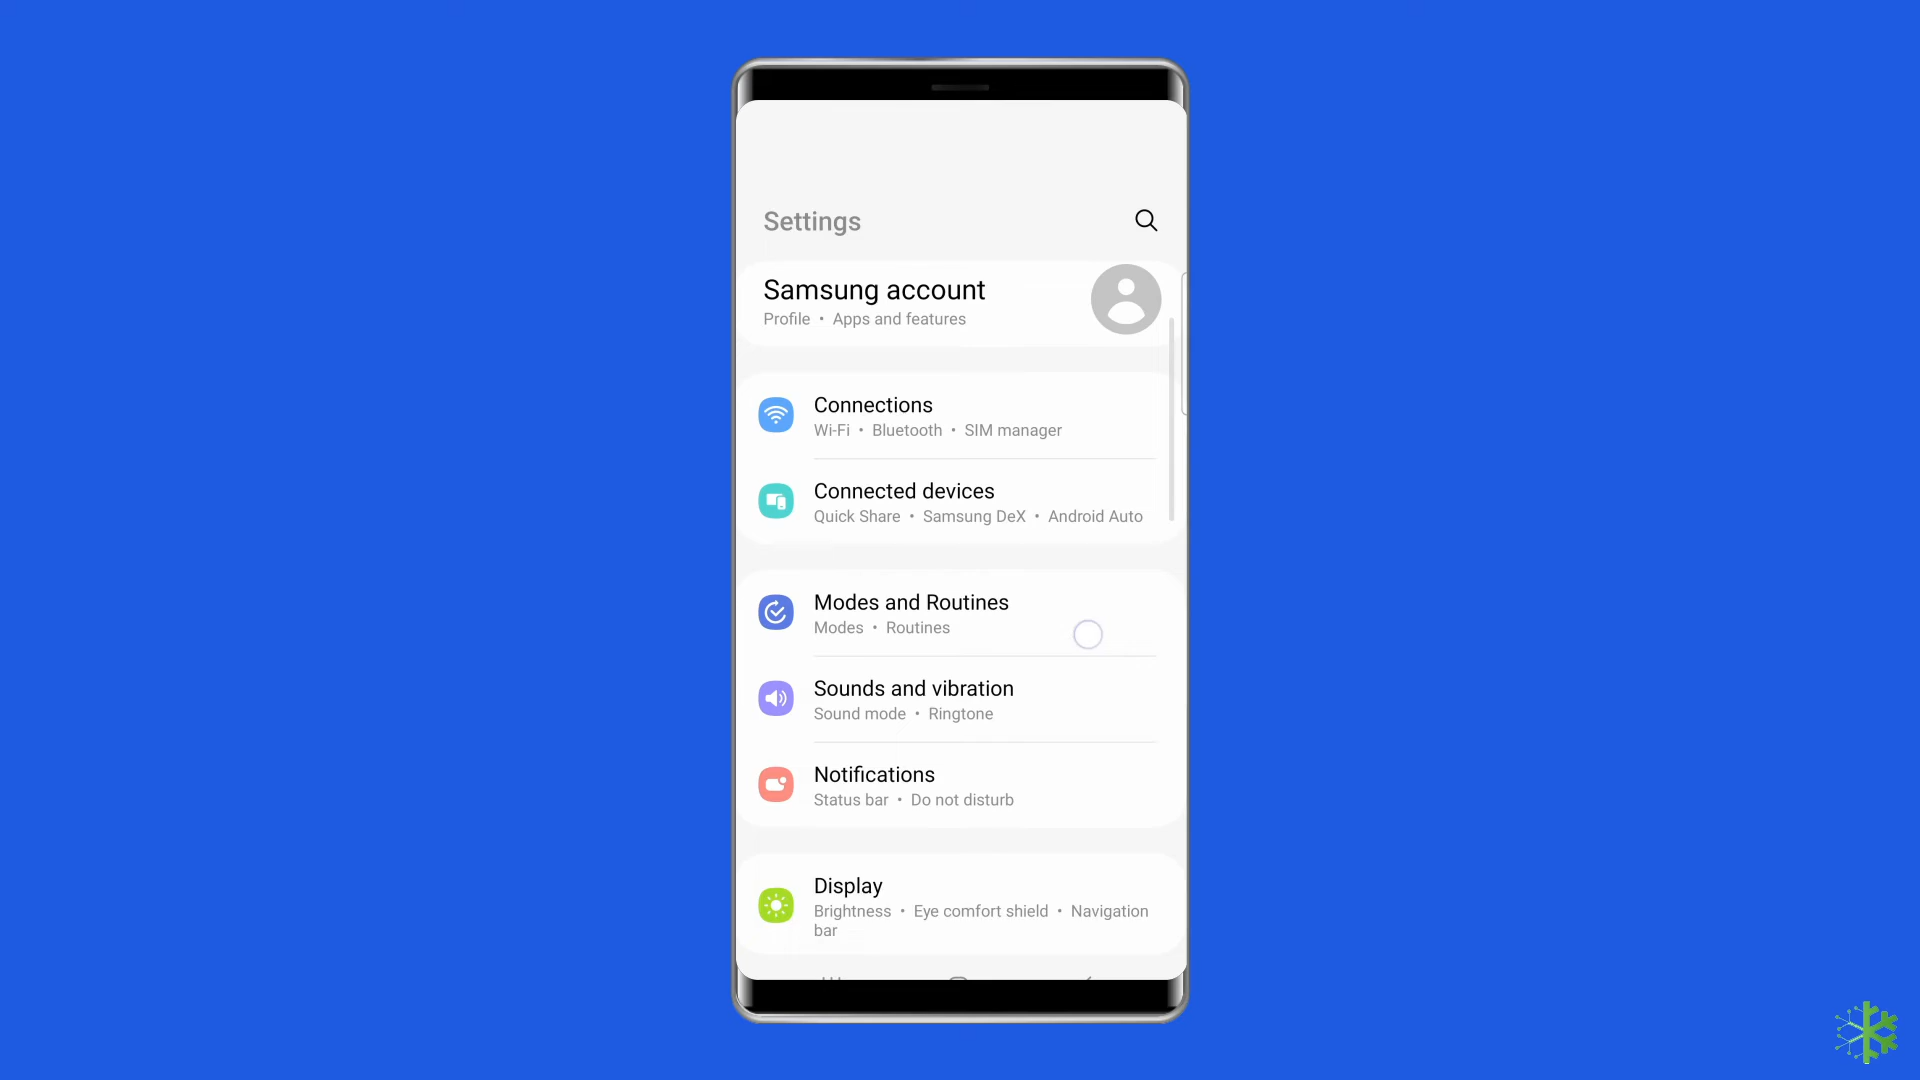 Settings
Samsung account
Profile • Apps and features
Connections
Wi-Fi • Bluetooth • SIM manager
Connected devices
Quick Share • Samsung DeX • Android Auto
Modes and Routines
Modes • Routines
Sounds and vibration
Sound mode • Ringtone
Notifications
Status bar • Do not disturb
Display
Brightness • Eye comfort shield • Navigation
bar